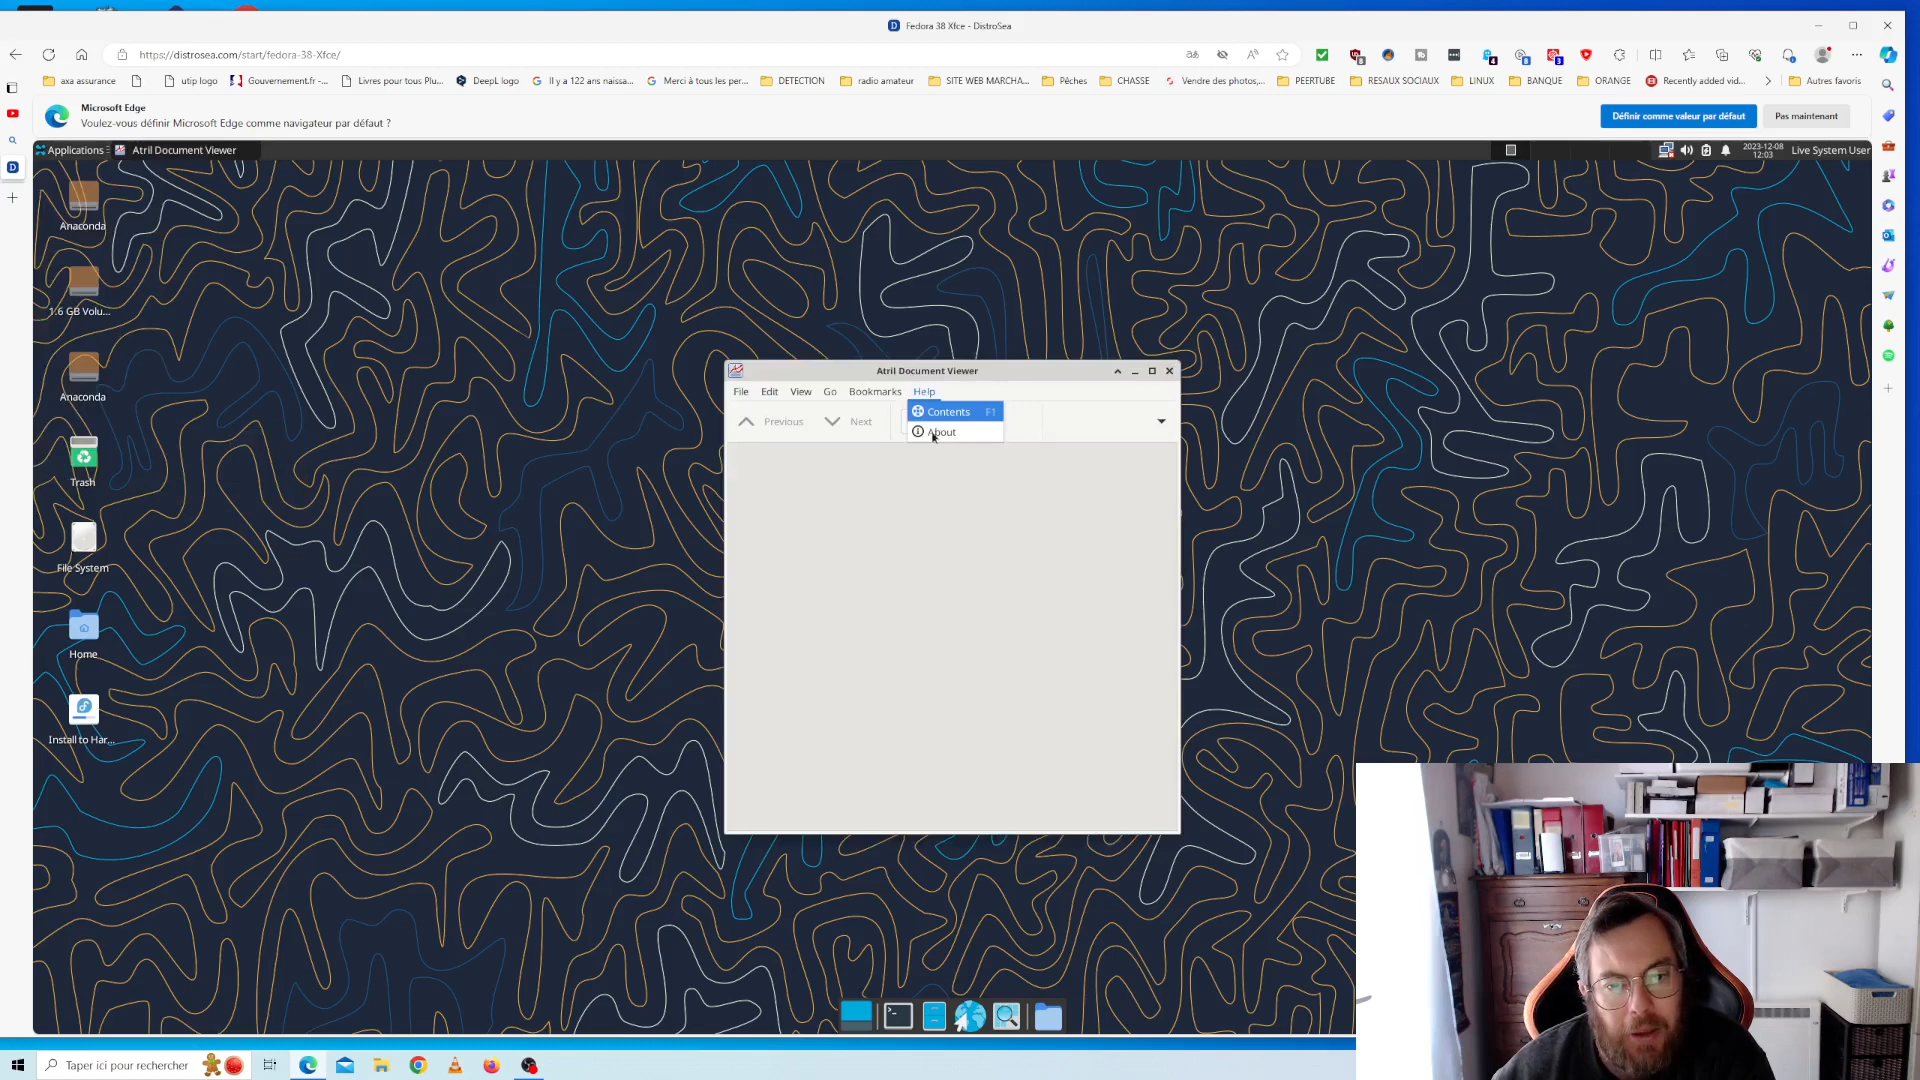 Fedora 38 Xfce - DistroSea
https://distrosea.com/start/fedora-38-Xfce/
axa assurance
utip logo
Gouvernement.fr -...
Livres pour tous Plu...
DeepL logo
Il y a 122 ans naissa...
Merci à tous les per...
DETECTION
radio amateur
SITE WEB MARCHA...
Pêches
CHASSE
Vendre des photos,...
PEERTUBE
RESAUX SOCIAUX
LINUX
BANQUE
ORANGE
Recently added vid...
Autres favoris
Microsoft Edge
Voulez-vous définir Microsoft Edge comme navigateur par défaut ?
Définir comme valeur par défaut
Pas maintenant
Applications
Atril Document Viewer
2023-12-08
12:03
Live System User
Anaconda
1.6 GB Volu...
Anaconda
Trash
File System
Home
Install to Har...
Atril Document Viewer
File Edit View Go Bookmarks Help
Previous Next
Contents F1
About
Taper ici pour rechercher